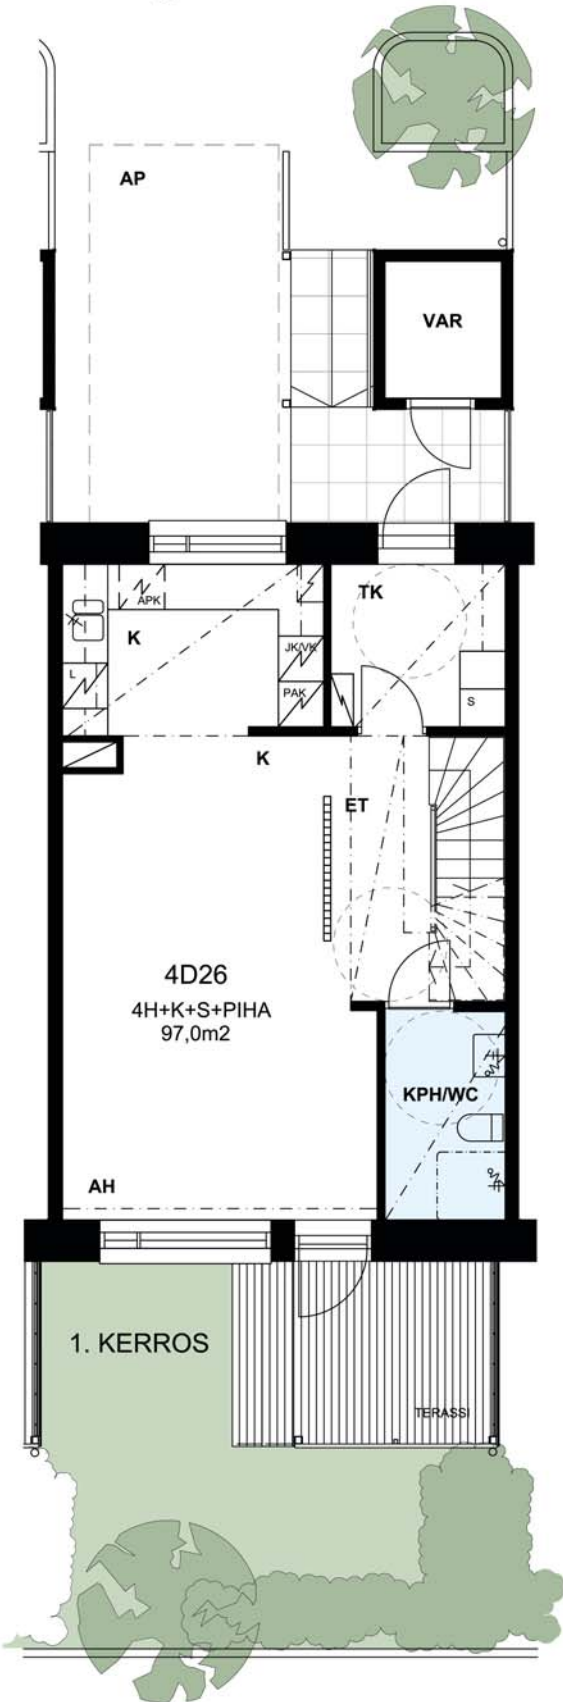 AP
VAR
TK
APK
K
JK/VK
L
PAK
S
K
ET
4D26
4H+K+S+PIHA
97,0m2
KPH/WC
AH
1. KERROS
TERASSI